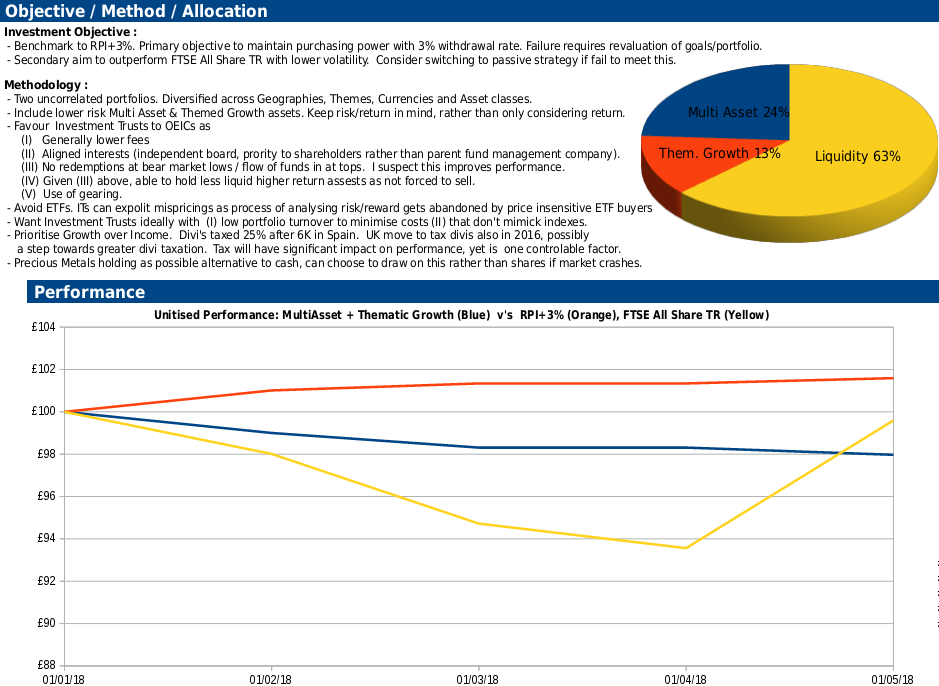 Objective / Method / Allocation
Investment Objective :
- Benchmark to RPI+3%. Primary objective to maintain purchasing power with 3% withdrawal rate. Failure requires revaluation of goals/portfolio.
- Secondary aim to outperform FTSE All Share TR with lower volatility. Consider switching to passive strategy if fail to meet this.
Methodology :
- Two uncorrelated portfolios. Diversified across Geographies, Themes, Currencies and Asset classes.
- Include lower risk Multi Asset & Themed Growth assets. Keep risk/return in mind, rather than only considering return.
- Favour Investment Trusts to OEICs as
(I) Generally lower fees
(II) Aligned interests (independent board, prority to shareholders rather than parent fund management company).
(III) No redemptions at bear market lows / flow of funds in at tops. I suspect this improves performance.
(IV) Given (III) above, able to hold less liquid higher return assests as not forced to sell.
(V) Use of gearing.
- Avoid ETFs. ITs can expolit mispricings as process of analysing risk/reward gets abandoned by price insensitive ETF buyers
- Want Investment Trusts ideally with (I) low portfolio turnover to minimise costs (II) that don't mimick indexes.
- Prioritise Growth over Income. Divi's taxed 25% after 6K in Spain. UK move to tax divis also in 2016, possibly
a step towards greater divi taxation. Tax will have significant impact on performance, yet is one controlable factor.
- Precious Metals holding as possible alternative to cash, can choose to draw on this rather than shares if market crashes.
Multi Asset 24%
Them. Growth 13%
Liquidity 63%
Performance
Unitised Performance: MultiAsset + Thematic Growth (Blue) v's RPI+3% (Orange), FTSE All Share TR (Yellow)
£104
£102
£100
£98
£96
£94
£92
£90
£88
01/01/18
01/02/18
01/03/18
01/04/18
01/05/18